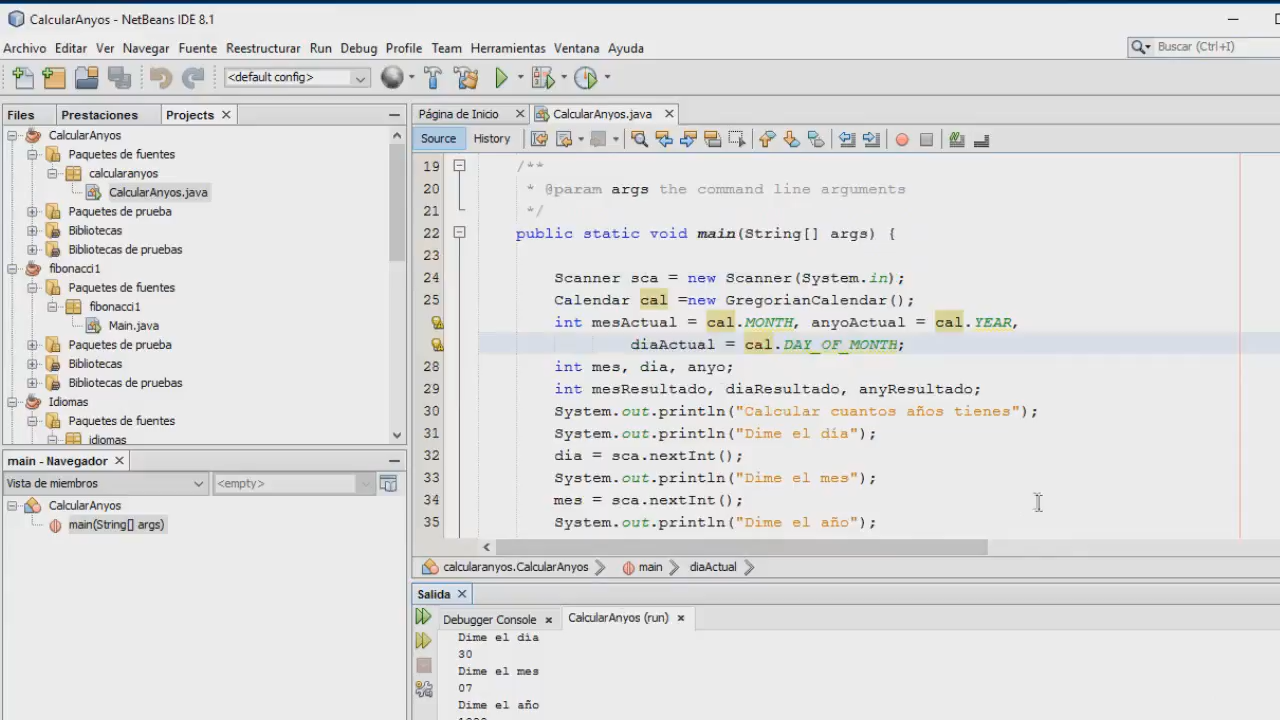 CalcularAnyos - NetBeans IDE 8.1
Archivo Editar Ver Navegar Fuente Reestructurar Run Debug Profile Team Herramientas Ventana Ayuda
Buscar (Ctrl+I)
<default config>
Files Prestaciones Projects
Página de Inicio CalcularAnyos.java
Source History
CalcularAnyos
Paquetes de fuentes
calcularanyos
CalcularAnyos.java
Paquetes de prueba
Bibliotecas
Bibliotecas de pruebas
fibonacci1
Paquetes de fuentes
fibonacci1
Main.java
Paquetes de prueba
Bibliotecas
Bibliotecas de pruebas
Idiomas
Paquetes de fuentes
idiomas
main - Navegador
Vista de miembros <empty>
CalcularAnyos
main(String[] args)
19 /**
20 * @param args the command line arguments
21 */
22 public static void main(String[] args) {
23
24 Scanner sca = new Scanner(System.in);
25 Calendar cal =new GregorianCalendar();
int mesActual = cal.MONTH, anyoActual = cal.YEAR,
diaActual = cal.DAY_OF_MONTH;
28 int mes, dia, anyo;
29 int mesResultado, diaResultado, anyResultado;
30 System.out.println("Calcular cuantos años tienes");
31 System.out.println("Dime el día");
32 dia = sca.nextInt();
33 System.out.println("Dime el mes");
34 mes = sca.nextInt();
35 System.out.println("Dime el año");
calcularanyos.CalcularAnyos main diaActual
Salida
Debugger Console CalcularAnyos (run)
Dime el día
30
Dime el mes
07
Dime el año